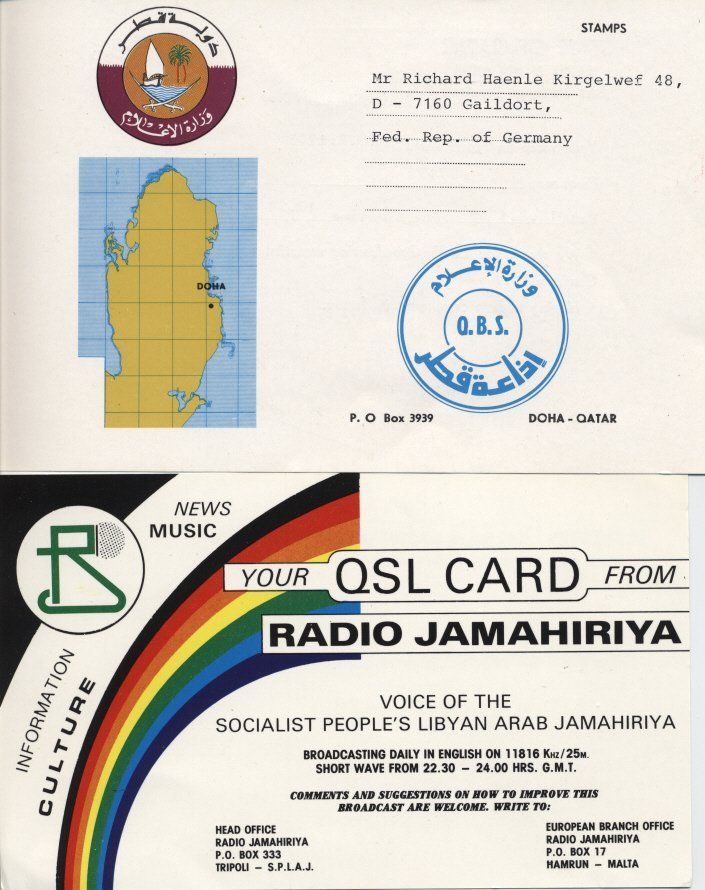 دولة قطر
وزارة الإعلام
STAMPS
Mr Richard Haenle Kirgelwef 48,
D - 7160 Gaildort,
Fed. Rep. of Germany
DOHA
وزارة الإعلام
Q.B.S.
إذاعة قطر
P. O Box 3939
DOHA - QATAR
NEWS
MUSIC
INFORMATION
CULTURE
YOUR QSL CARD FROM
RADIO JAMAHIRIYA
VOICE OF THE
SOCIALIST PEOPLE'S LIBYAN ARAB JAMAHIRIYA
BROADCASTING DAILY IN ENGLISH ON 11816 KHZ/25M.
SHORT WAVE FROM 22.30 – 24.00 HRS. G.M.T.
COMMENTS AND SUGGESTIONS ON HOW TO IMPROVE THIS
BROADCAST ARE WELCOME. WRITE TO:
HEAD OFFICE
RADIO JAMAHIRIYA
P.O. BOX 333
TRIPOLI – S.P.L.A.J.
EUROPEAN BRANCH OFFICE
RADIO JAMAHIRIYA
P.O. BOX 17
HAMRUN – MALTA